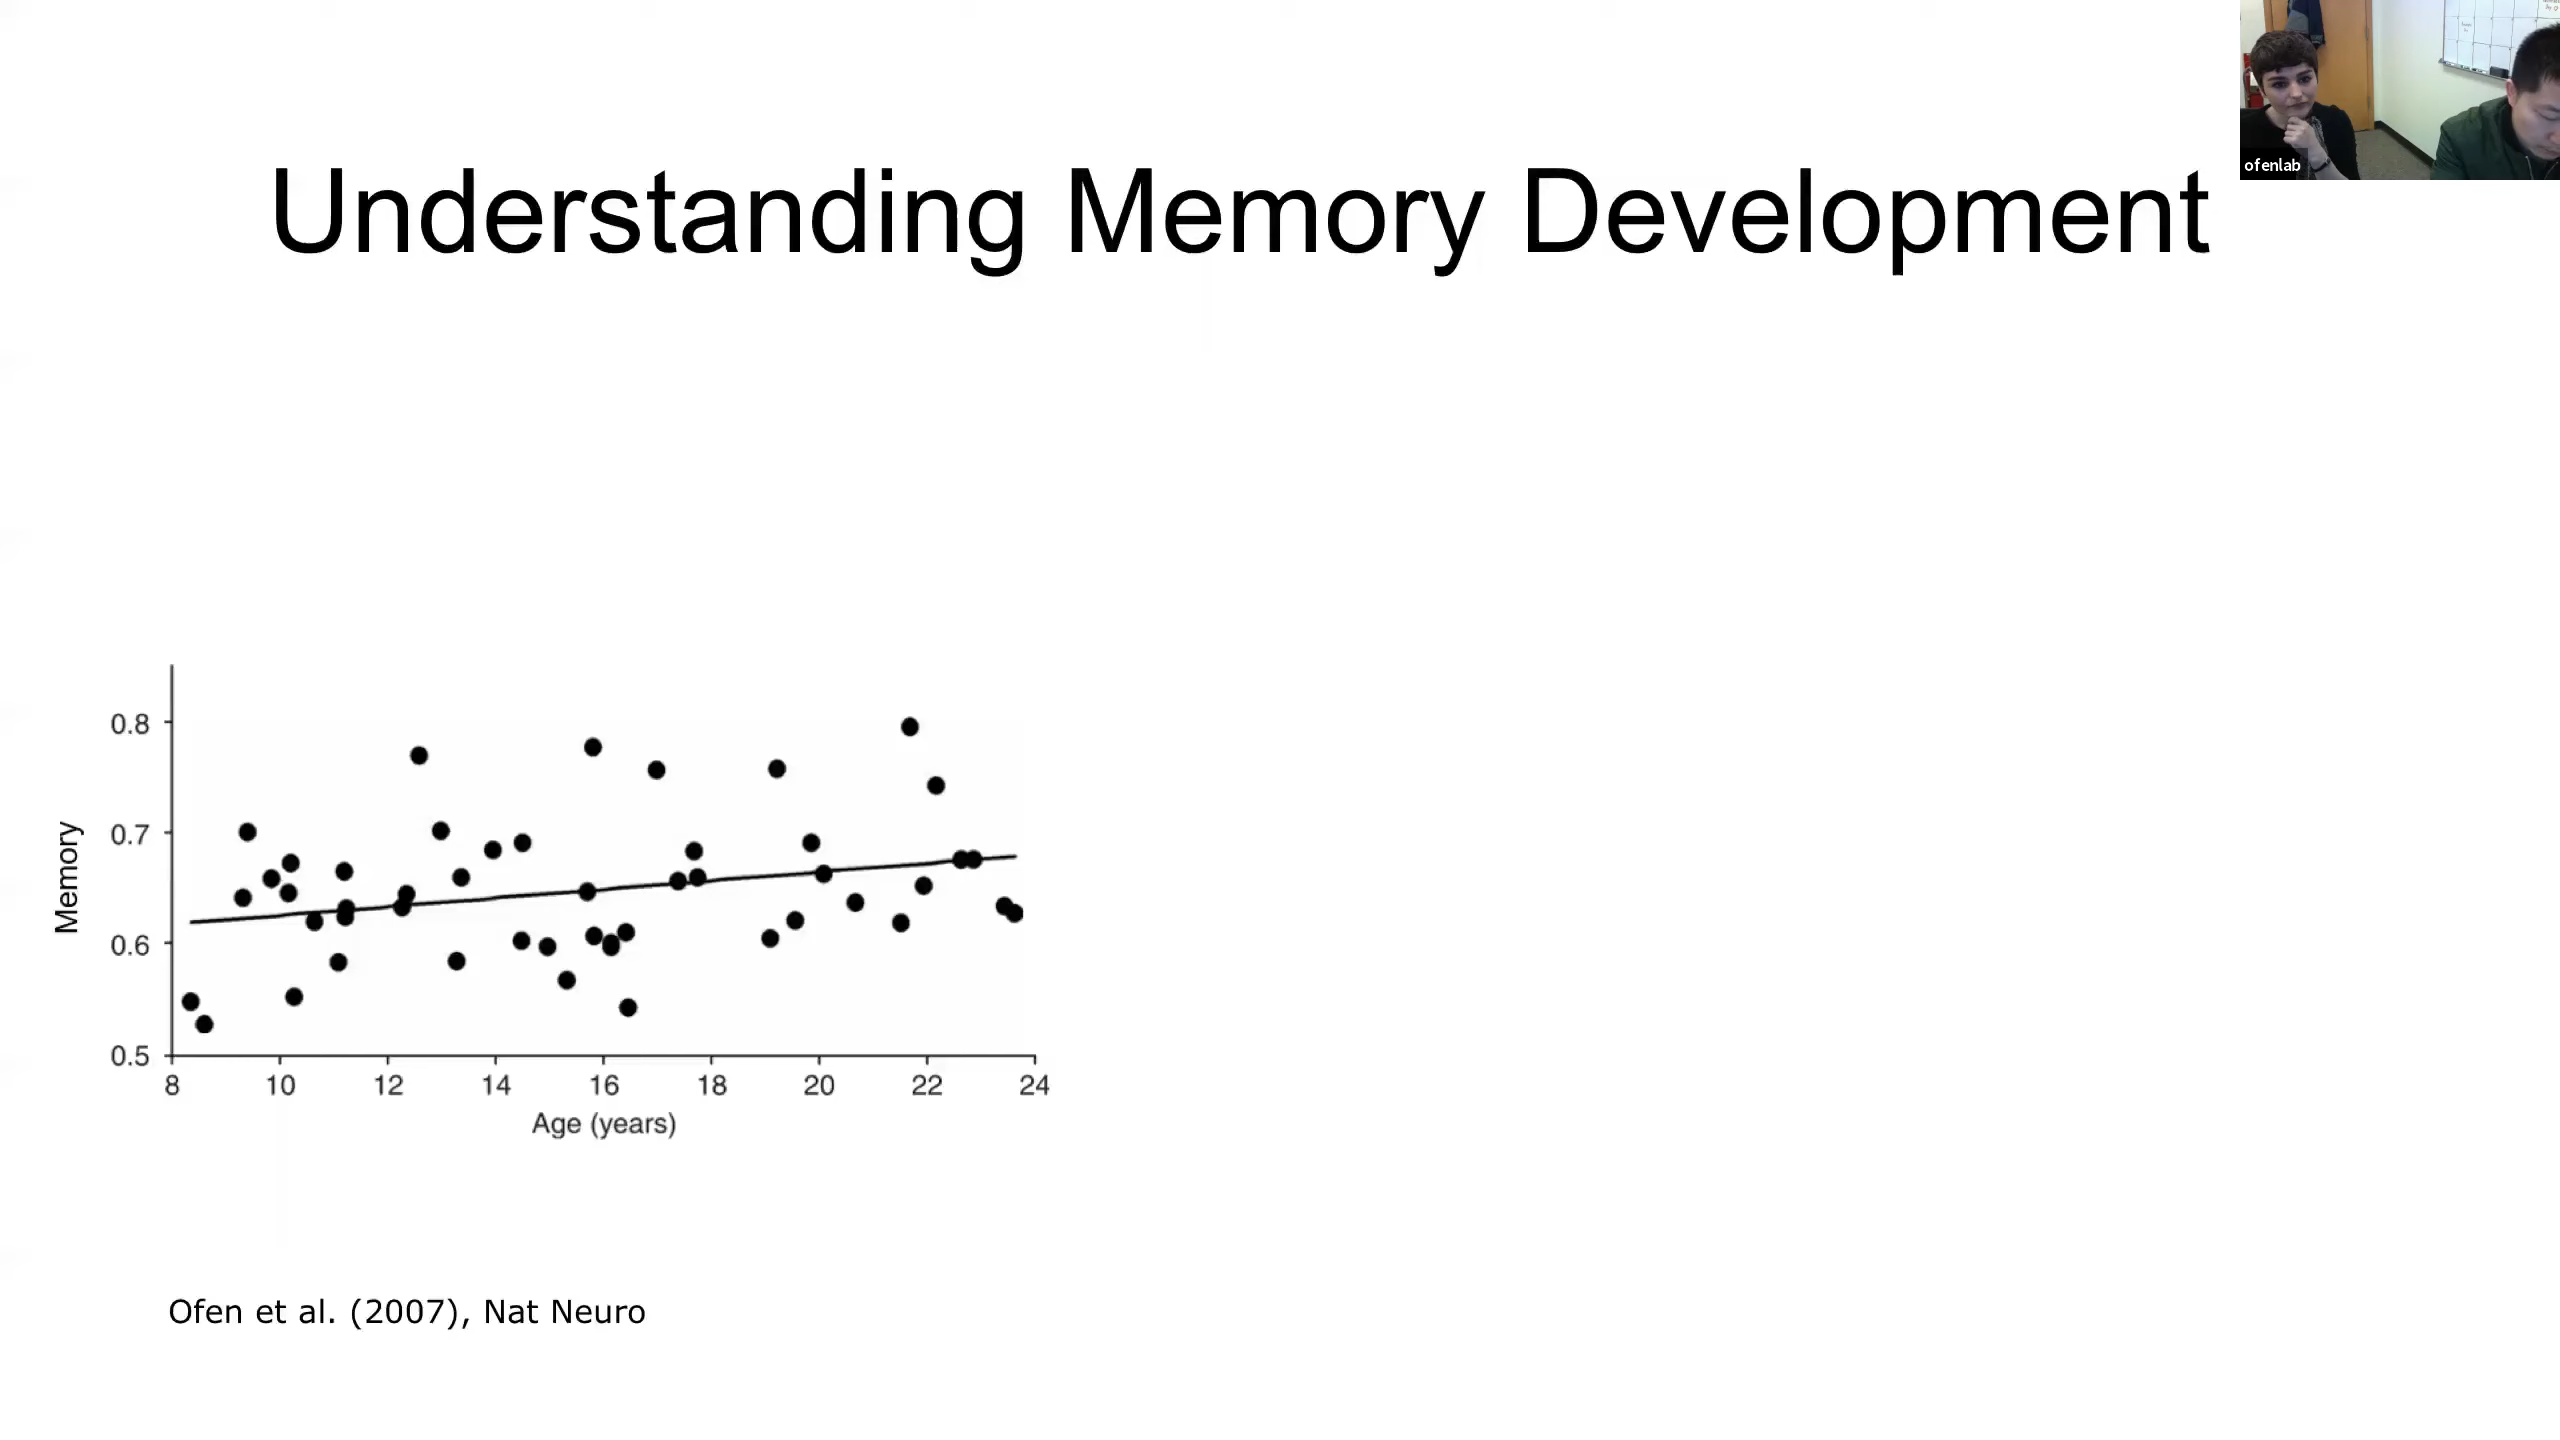 ofenlab
Understanding Memory Development
0.8
0.7
0.6
0.5
Memory
8 10 12 14 16 18 20 22 24
Age (years)
Ofen et al. (2007), Nat Neuro